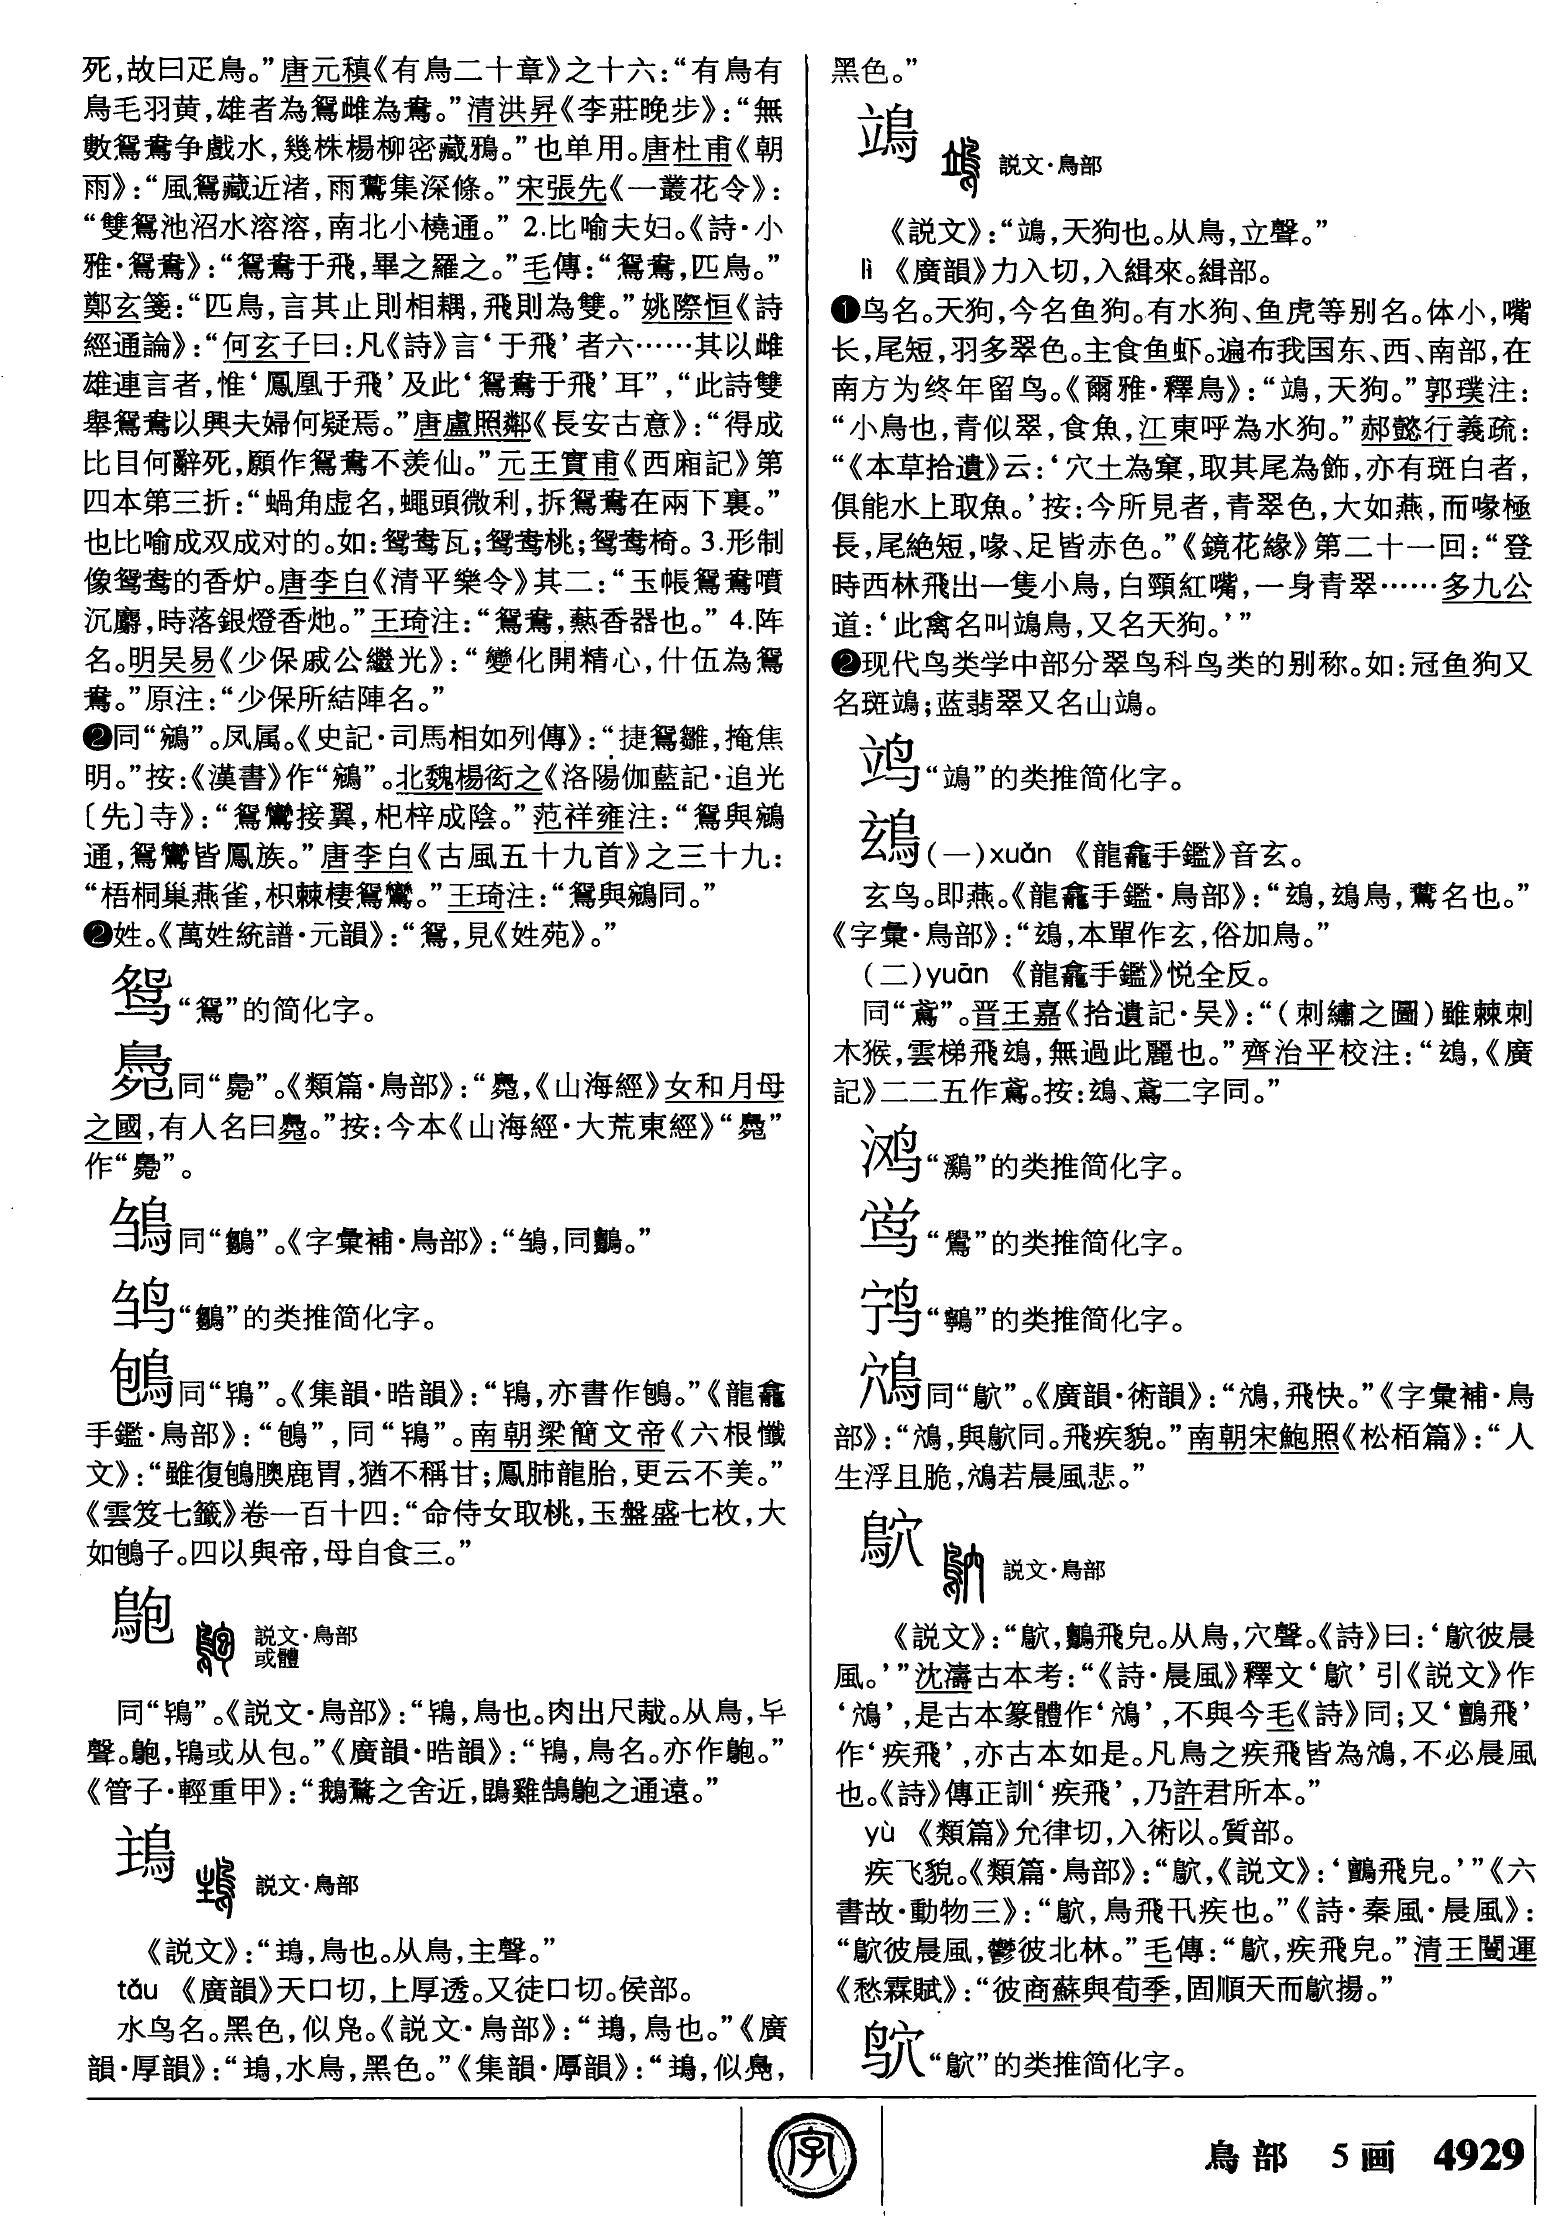 死，故曰疋鳥。”唐元稹《有鳥二十章》之十六：“有鳥有
鳥毛羽黄，雄者為鴛雌為鴦。”清洪昇《李莊晚步》：“無
數鴛鴦争戲水，幾株楊柳密藏鴉。”也单用。唐杜甫《朝
雨》：“風鴛藏近渚，雨鷰集深條。”宋張先《一叢花令》：
“雙鴛池沼水溶溶，南北小橈通。” 2.比喻夫妇。《詩·小
雅·鴛鴦》：“鴛鴦于飛，畢之羅之。”毛傳：“鴛鴦，匹鳥。”
鄭玄箋：“匹鳥，言其止則相耦，飛則為雙。”姚際恒《詩
經通論》：“何玄子曰：凡《詩》言‘于飛’者六……其以雌
雄連言者，惟‘鳳凰于飛’及此‘鴛鴦于飛’耳”，“此詩雙
舉鴛鴦以興夫婦何疑焉。”唐盧照鄰《長安古意》：“得成
比目何辭死，願作鴛鴦不羡仙。”元王實甫《西廂記》第
四本第三折：“蝸角虚名，蠅頭微利，拆鴛鴦在兩下裏。”
也比喻成双成对的。如：鸳鸯瓦；鸳鸯桃；鸳鸯椅。3.形制
像鸳鸯的香炉。唐李白《清平樂令》其二：“玉帳鴛鴦噴
沉麝，時落銀燈香灺。”王琦注：“鴛鴦，爇香器也。” 4.阵
名。明吴易《少保戚公繼光》：“變化開精心，什伍為鴛
鴦。”原注：“少保所結陣名。”
❷同“鵷”。凤属。《史記·司馬相如列傳》：“捷鴛雛，掩焦
明。”按：《漢書》作“鵷”。北魏楊衒之《洛陽伽藍記·追光
〔先〕寺》：“鴛鸞接翼，杞梓成陰。”范祥雍注：“鴛與鵷
通，鴛鸞皆鳳族。”唐李白《古風五十九首》之三十九：
“梧桐巢燕雀，枳棘棲鴛鸞。”王琦注：“鴛與鵷同。”
❷姓。《萬姓統譜·元韻》：“鴛，見《姓苑》。”
鸳“鴛”的简化字。
同“鳧”。《類篇·鳥部》：“，《山海經》女和月母
之國，有人名曰。”按：今本《山海經·大荒東經》“”
作“”。
鳭同“鶵”。《字彙補·鳥部》：“，同鸕。”
“鶵”的类推简化字。
同“鴇”。《集韻·晧韻》：“鴇，亦書作。”《龍龕
手鑑·鳥部》：“”，同“鴇”。南朝梁簡文帝《六根懺
文》：“雖復腴鹿胃，猶不稱甘；鳳肺龍胎，更云不美。”
《雲笈七籤》卷一百十四：“命侍女取桃，玉盤盛七枚，大
如子。四以與帝，母自食三。”
鴕 説文·鳥部
或體
同“鴇”。《説文·鳥部》：“鴇，鳥也。肉出尺胾。从鳥，𠤏
聲。，鴇或从包。”《廣韻·晧韻》：“鴇，鳥名。亦作。”
《管子·輕重甲》：“鵝鶩之舍近，鵾雞鵠之通遠。”
䳝 説文·鳥部
《説文》：“䳝，鳥也。从鳥，主聲。”
tǒu 《廣韻》天口切，上厚透。又徒口切。侯部。
水鸟名。黑色，似凫。《説文·鳥部》：“䳝，鳥也。”《廣
韻·厚韻》：“䳝，水鳥，黑色。”《集韻·厚韻》：“䳝，似鳧，
黑色。”
鴗 説文·鳥部
《説文》：“鴗，天狗也。从鳥，立聲。”
lì 《廣韻》力入切，入緝來。緝部。
❶鸟名。天狗，今名鱼狗。有水狗、鱼虎等别名。体小，嘴
长，尾短，羽多翠色。主食鱼虾。遍布我国东、西、南部，在
南方为终年留鸟。《爾雅·釋鳥》：“鴗，天狗。”郭璞注：
“小鳥也，青似翠，食魚，江東呼為水狗。”郝懿行義疏：
“《本草拾遺》云：‘穴土為窠，取其尾為飾，亦有斑白者，
俱能水上取魚。’按：今所見者，青翠色，大如燕，而喙極
長，尾絶短，喙、足皆赤色。”《鏡花緣》第二十一回：“登
時西林飛出一隻小鳥，白頸紅嘴，一身青翠……多九公
道：‘此禽名叫鴗鳥，又名天狗。’”
❷现代鸟类学中部分翠鸟科鸟类的别称。如：冠鱼狗又
名斑鴗；蓝翡翠又名山鴗。
“鴗”的类推简化字。
䲻(一)xuǎn 《龍龕手鑑》音玄。
玄鸟。即燕。《龍龕手鑑·鳥部》：“䲻，䲻鳥，鷰名也。”
《字彙·鳥部》：“䲻，本單作玄，俗加鳥。”
(二)yuān 《龍龕手鑑》悦全反。
同“鳶”。晋王嘉《拾遺記·吴》：“(刺繡之圖)雖棘刺
木猴，雲梯飛䲻，無過此麗也。”齊治平校注：“䲻，《廣
記》二二五作鳶。按：䲻、鳶二字同。”
“鸂”的类推简化字。
“鷽”的类推简化字。
“鸋”的类推简化字。
鴥同“鴥”。《廣韻·術韻》：“鴪，飛快。”《字彙補·鳥
部》：“鴪，與鴥同。飛疾貌。”南朝宋鮑照《松栢篇》：“人
生浮且脆，鴪若晨風悲。”
鴥 説文·鳥部
《説文》：“鴥，鸇飛皃。从鳥，穴聲。《詩》曰：‘鴥彼晨
風。’”沈濤古本考：“《詩·晨風》釋文‘鴥’引《説文》作
‘鴪’，是古本篆體作‘鴪’，不與今毛《詩》同；又‘鸇飛’
作‘疾飛’，亦古本如是。凡鳥之疾飛皆為鴪，不必晨風
也。《詩》傳正訓‘疾飛’，乃許君所本。”
yù 《類篇》允律切，入術以。質部。
疾飞貌。《類篇·鳥部》：“鴥，《説文》：‘鸇飛皃。’”《六
書故·動物三》：“鴥，鳥飛卂疾也。”《詩·秦風·晨風》：
“鴥彼晨風，鬱彼北林。”毛傳：“鴥，疾飛皃。”清王闓運
《愁霖賦》：“彼商蘇與荀季，固順天而鴥揚。”
“鴥”的类推简化字。
字
鳥部 5画 4929